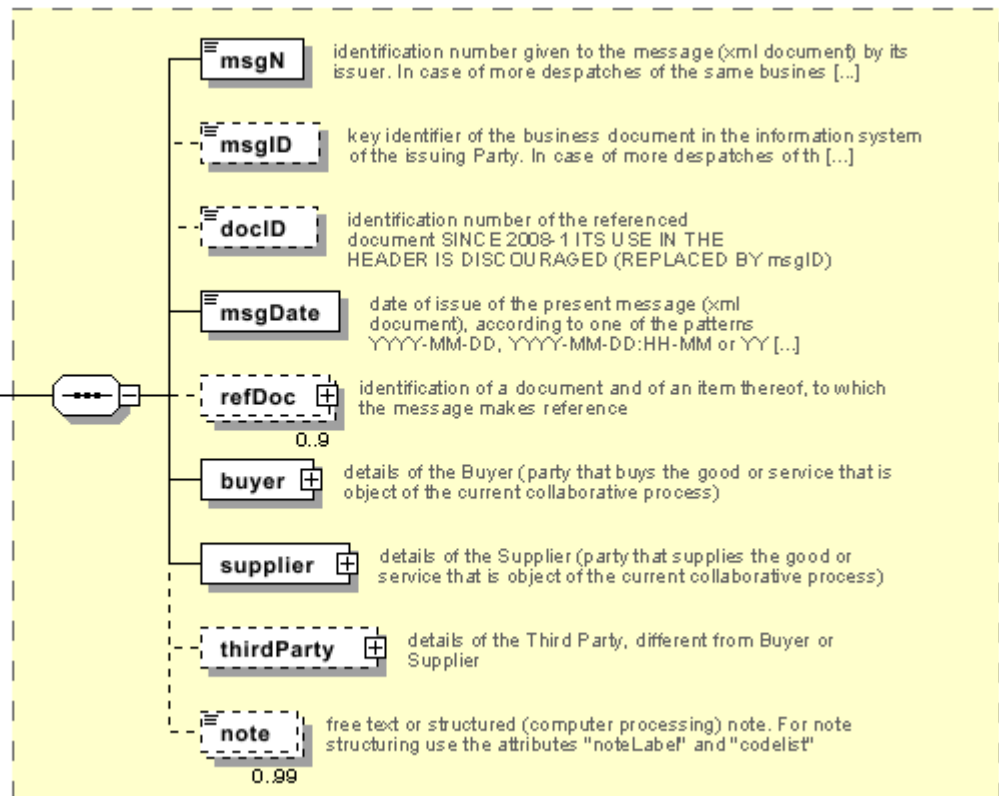 msgN
identification number given to the message (xml document) by its
issuer. In case of more despatches of the same busines [...]
msgID
key identifier of the business document in the information system
of the issuing Party. In case of more despatches of th [...]
docID
identification number of the referenced
document SINCE 2008-1 ITS USE IN THE
HEADER IS DISCOURAGED (REPLACED BY msgID)
msgDate
date of issue of the present message (xml
document), according to one of the patterns
YYYY-MM-DD, YYYY-MM-DD:HH-MM or YY [...]
refDoc
identification of a document and of an item thereof, to which
the message makes reference
0..9
buyer
details of the Buyer (party that buys the good or service that is
object of the current collaborative process)
supplier
details of the Supplier (party that supplies the good or
service that is object of the current collaborative process)
thirdParty
details of the Third Party, different from Buyer or
Supplier
note
free text or structured (computer processing) note. For note
structuring use the attributes "noteLabel" and "codelist"
0..99